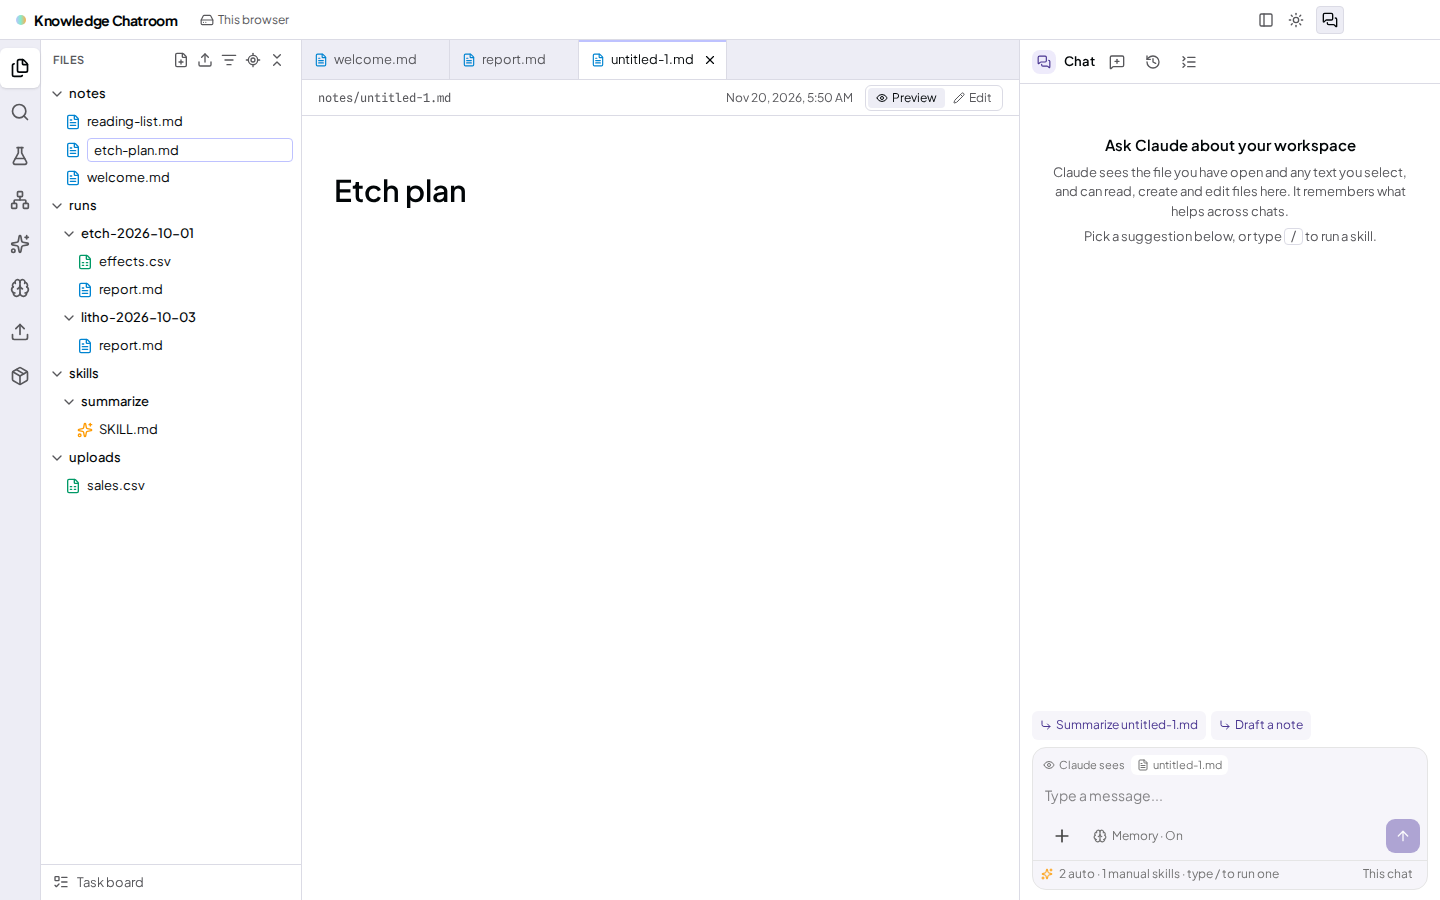 Knowledge Chatroom
This browser
FILES
notes
reading-list.md
etch-plan.md
welcome.md
runs
etch-2026-10-01
effects.csv
report.md
litho-2026-10-03
report.md
skills
summarize
SKILL.md
uploads
sales.csv
Task board
welcome.md
report.md
untitled-1.md
notes/untitled-1.md
Nov 20, 2026, 5:50 AM
Preview
Edit
Etch plan
Chat
Ask Claude about your workspace
Claude sees the file you have open and any text you select,
and can read, create and edit files here. It remembers what
helps across chats.
Pick a suggestion below, or type / to run a skill.
Summarize untitled-1.md
Draft a note
Claude sees
untitled-1.md
Type a message...
Memory · On
2 auto · 1 manual skills · type / to run one
This chat